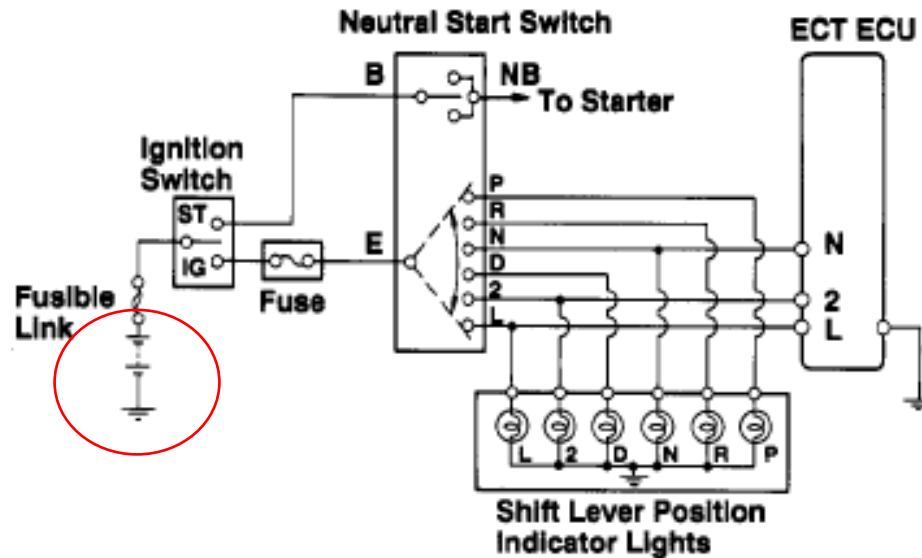 Neutral Start Switch
ECT ECU
B
NB
To Starter
Ignition
Switch
ST
IG
E
Fuse
Fusible
Link
P
R
N
D
2
L
N
2
L
L 2 D N R P
Shift Lever Position
Indicator Lights